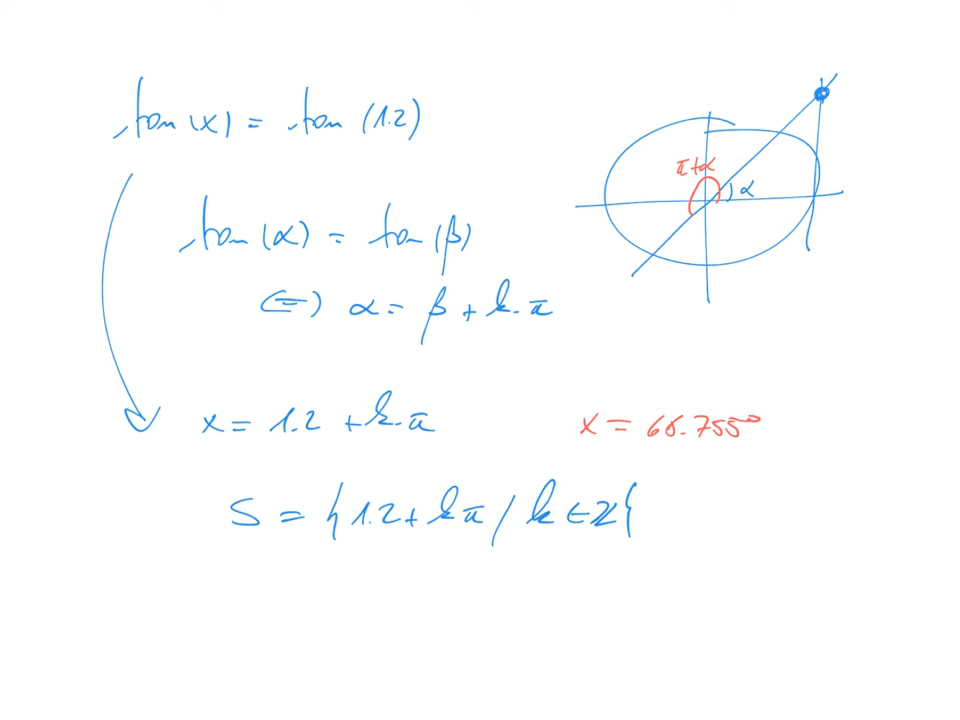 tan(x) = tan(1.2)
π+α
α
tan(α) = tan(β)
⇔ α = β + k·π
x = 1.2 + k·π
x = 68.755°
S = {1.2 + kπ / k ∈ ℤ}